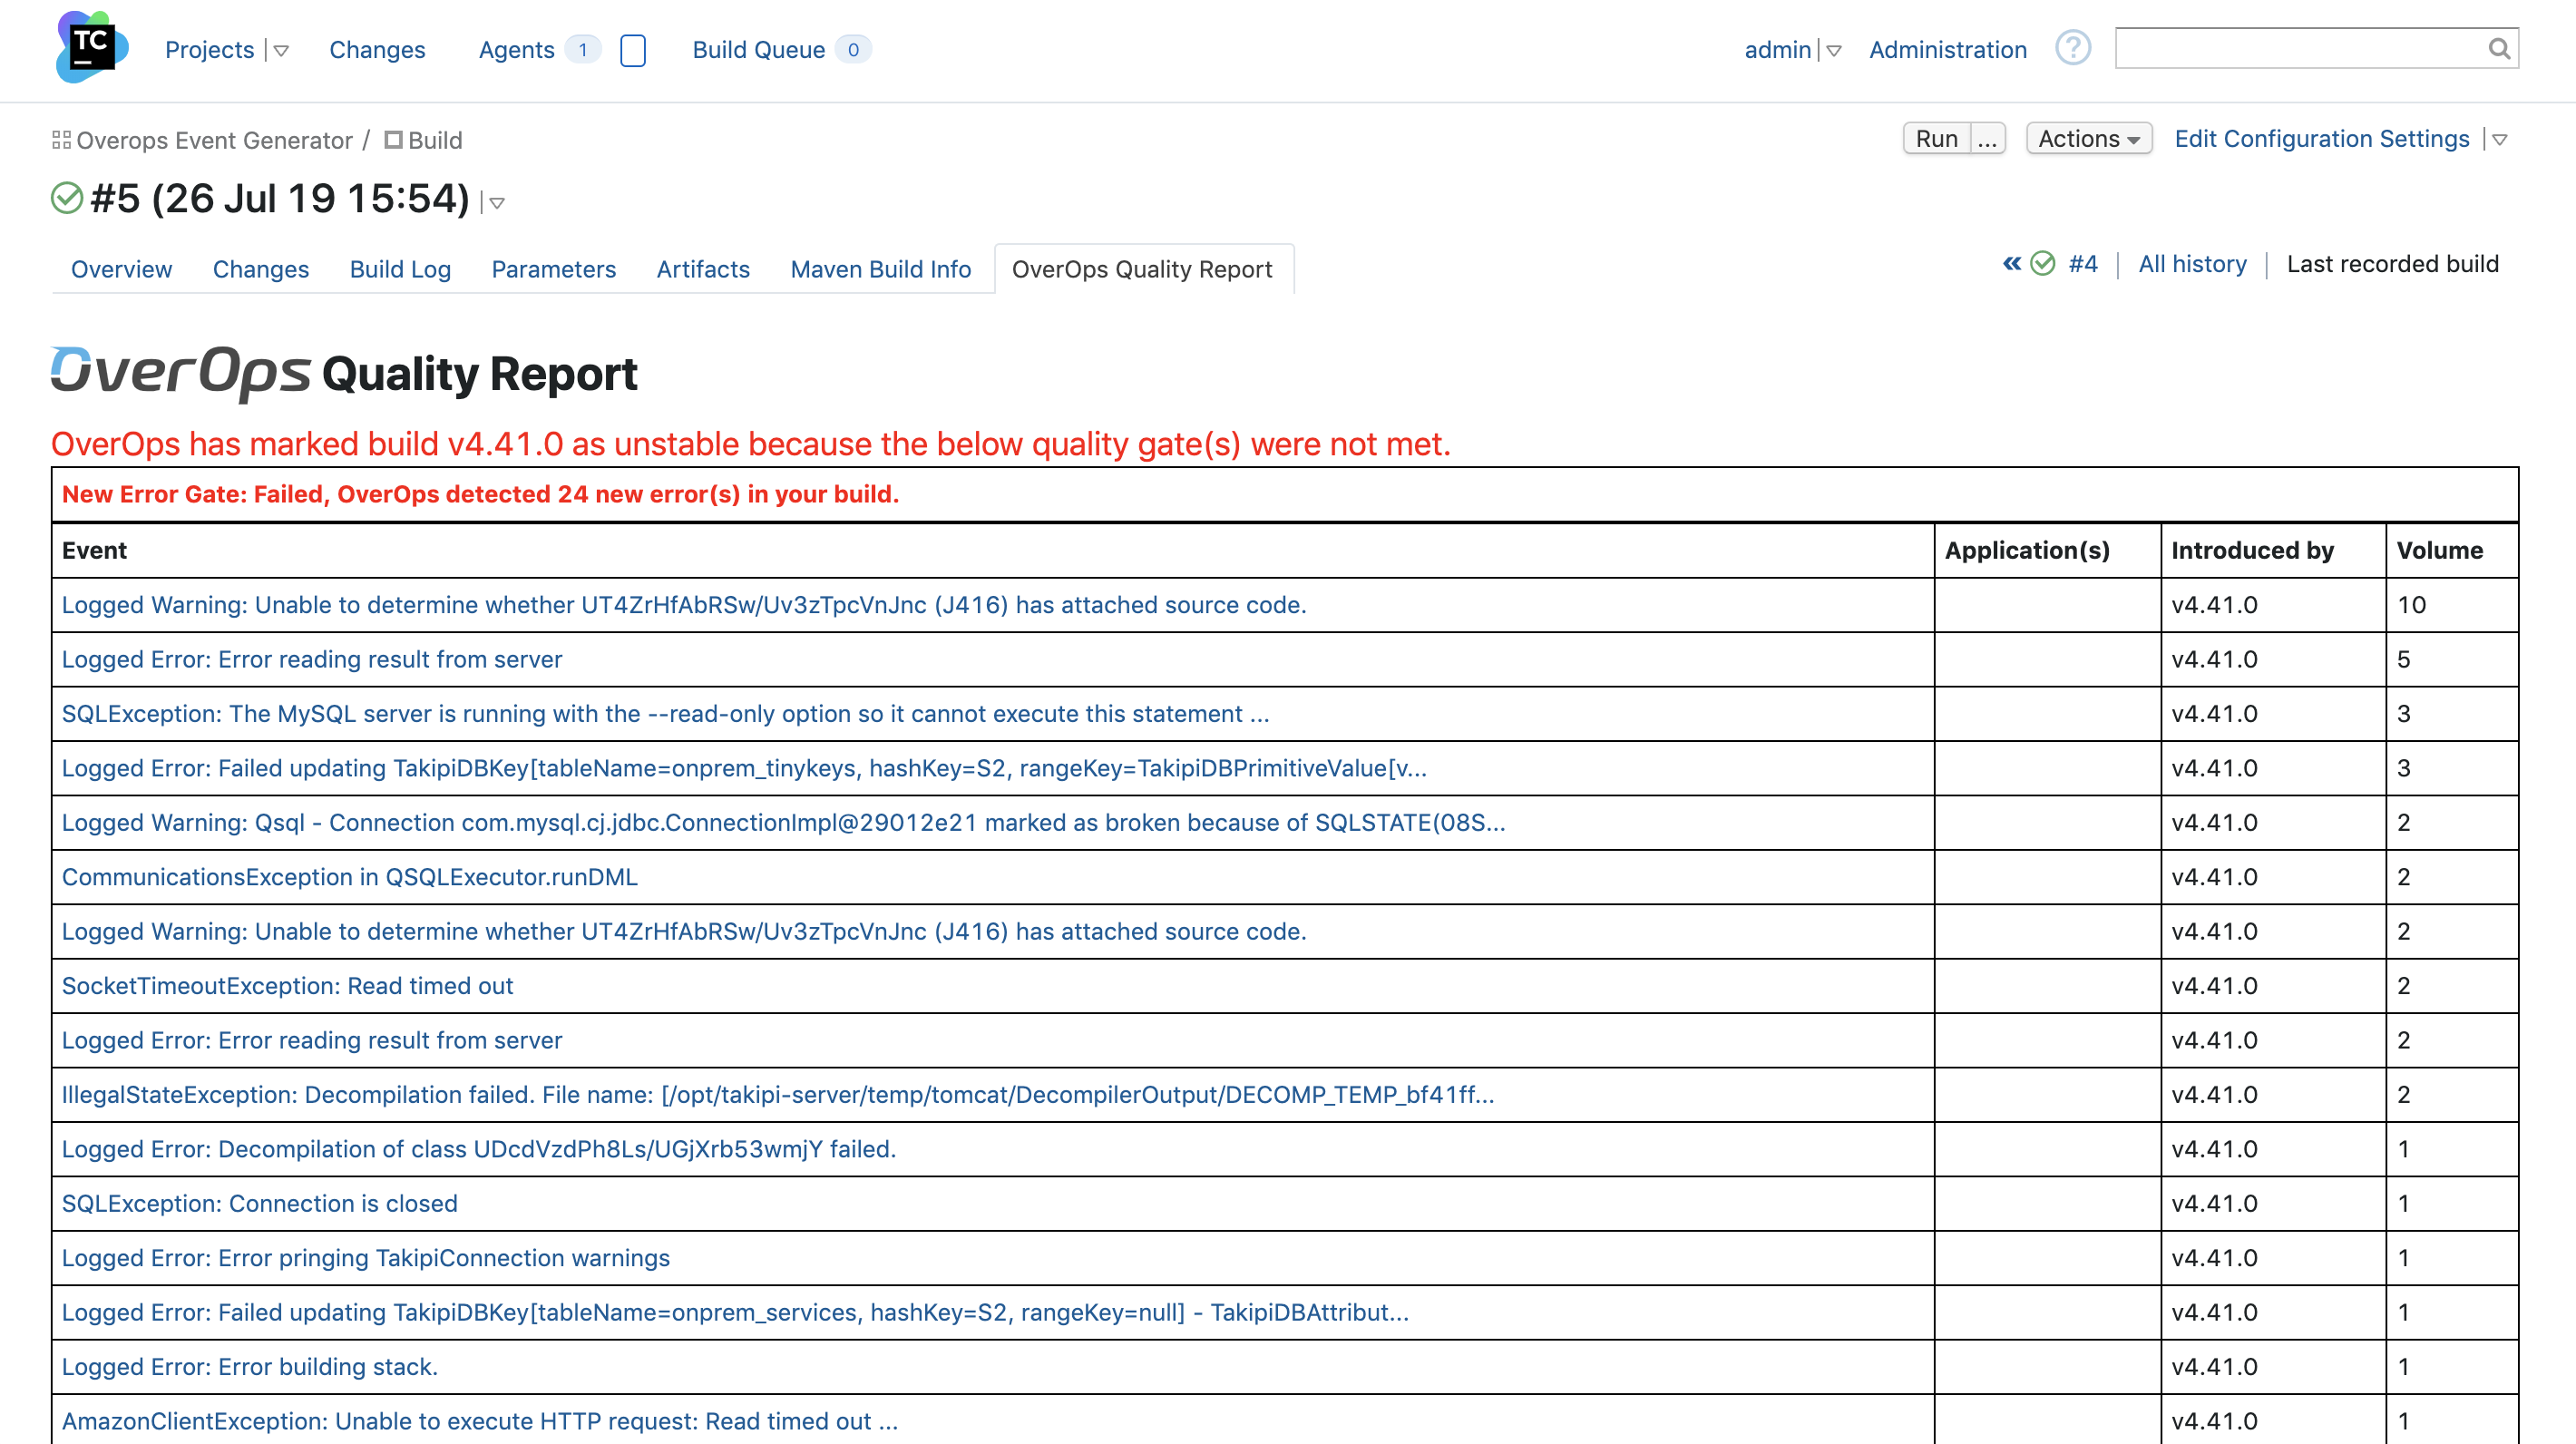 TC Projects Changes Agents 1 Build Queue 0 admin Administration ?
Overops Event Generator / Build Run ... Actions Edit Configuration Settings
#5 (26 Jul 19 15:54)
Overview Changes Build Log Parameters Artifacts Maven Build Info OverOps Quality Report « #4 All history Last recorded build
OverOps Quality Report
OverOps has marked build v4.41.0 as unstable because the below quality gate(s) were not met.
New Error Gate: Failed, OverOps detected 24 new error(s) in your build.
Event Application(s) Introduced by Volume
Logged Warning: Unable to determine whether UT4ZrHfAbRSw/Uv3zTpcVnJnc (J416) has attached source code. v4.41.0 10
Logged Error: Error reading result from server v4.41.0 5
SQLException: The MySQL server is running with the --read-only option so it cannot execute this statement ... v4.41.0 3
Logged Error: Failed updating TakipiDBKey[tableName=onprem_tinykeys, hashKey=S2, rangeKey=TakipiDBPrimitiveValue[v... v4.41.0 3
Logged Warning: Qsql - Connection com.mysql.cj.jdbc.ConnectionImpl@29012e21 marked as broken because of SQLSTATE(08S... v4.41.0 2
CommunicationsException in QSQLExecutor.runDML v4.41.0 2
Logged Warning: Unable to determine whether UT4ZrHfAbRSw/Uv3zTpcVnJnc (J416) has attached source code. v4.41.0 2
SocketTimeoutException: Read timed out v4.41.0 2
Logged Error: Error reading result from server v4.41.0 2
IllegalStateException: Decompilation failed. File name: [/opt/takipi-server/temp/tomcat/DecompilerOutput/DECOMP_TEMP_bf41ff... v4.41.0 2
Logged Error: Decompilation of class UDcdVzdPh8Ls/UGjXrb53wmjY failed. v4.41.0 1
SQLException: Connection is closed v4.41.0 1
Logged Error: Error pringing TakipiConnection warnings v4.41.0 1
Logged Error: Failed updating TakipiDBKey[tableName=onprem_services, hashKey=S2, rangeKey=null] - TakipiDBAttribut... v4.41.0 1
Logged Error: Error building stack. v4.41.0 1
AmazonClientException: Unable to execute HTTP request: Read timed out ... v4.41.0 1